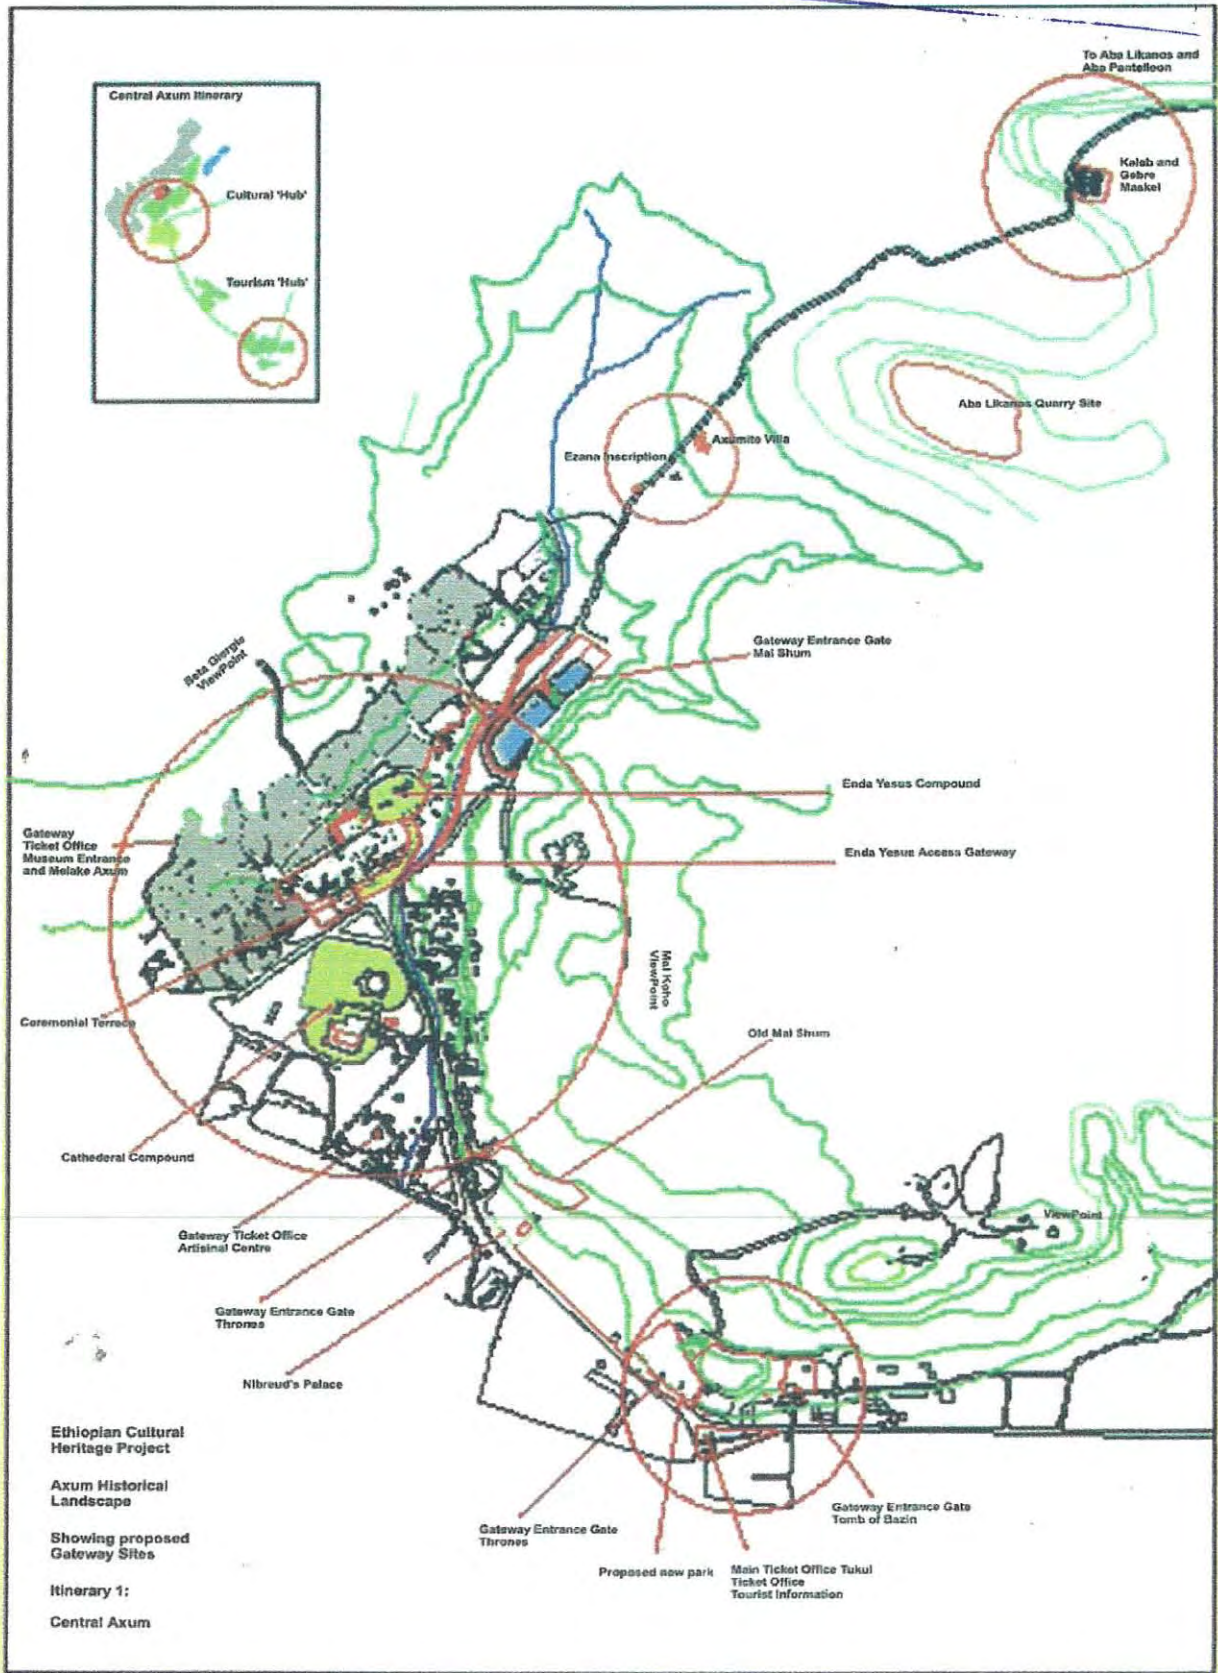 To Aba Likanos and
Aba Pantelleon
Central Axum Itinerary
Kaleb and
Gebre
Maskel
Cultural 'Hub'
Tourism 'Hub'
Aba Likanos Quarry Site
Axumite Villa
Ezana Inscription
Gateway Entrance Gate
Mai Shum
Beta Giorgis
ViewPoint
Enda Yesus Compound
Gateway
Ticket Office
Museum Entrance
and Melake Axum
Enda Yesus Access Gateway
Mai Koho
ViewPoint
Ceremonial Terrace
Old Mai Shum
Cathederal Compound
ViewPoint
Gateway Ticket Office
Artisinal Centre
Gateway Entrance Gate
Thrones
Nibreud's Palace
Ethiopian Cultural
Heritage Project
Axum Historical
Landscape
Showing proposed
Gateway Sites
Itinerary 1:
Central Axum
Gateway Entrance Gate
Thrones
Gateway Entrance Gate
Tomb of Bazin
Proposed new park
Main Ticket Office Tukul
Ticket Office
Tourist Information